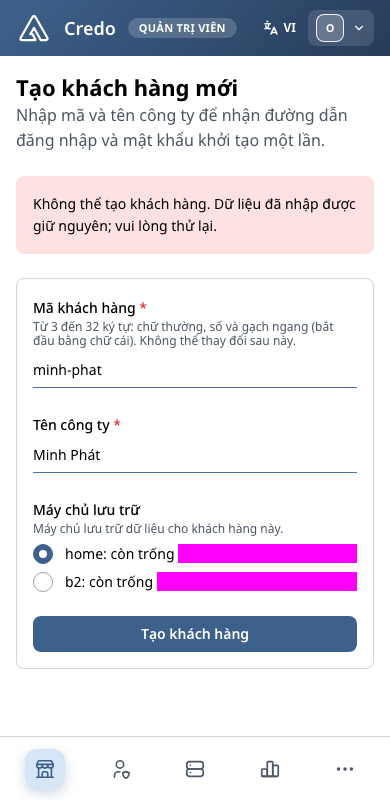 Credo
QUẢN TRỊ VIÊN
VI
O
Tạo khách hàng mới
Nhập mã và tên công ty để nhận đường dẫn
đăng nhập và mật khẩu khởi tạo một lần.
Không thể tạo khách hàng. Dữ liệu đã nhập được
giữ nguyên; vui lòng thử lại.
Mã khách hàng *
Từ 3 đến 32 ký tự: chữ thường, số và gạch ngang (bắt
đầu bằng chữ cái). Không thể thay đổi sau này.
minh-phat
Tên công ty *
Minh Phát
Máy chủ lưu trữ
Máy chủ lưu trữ dữ liệu cho khách hàng này.
home: còn trống
b2: còn trống
Tạo khách hàng